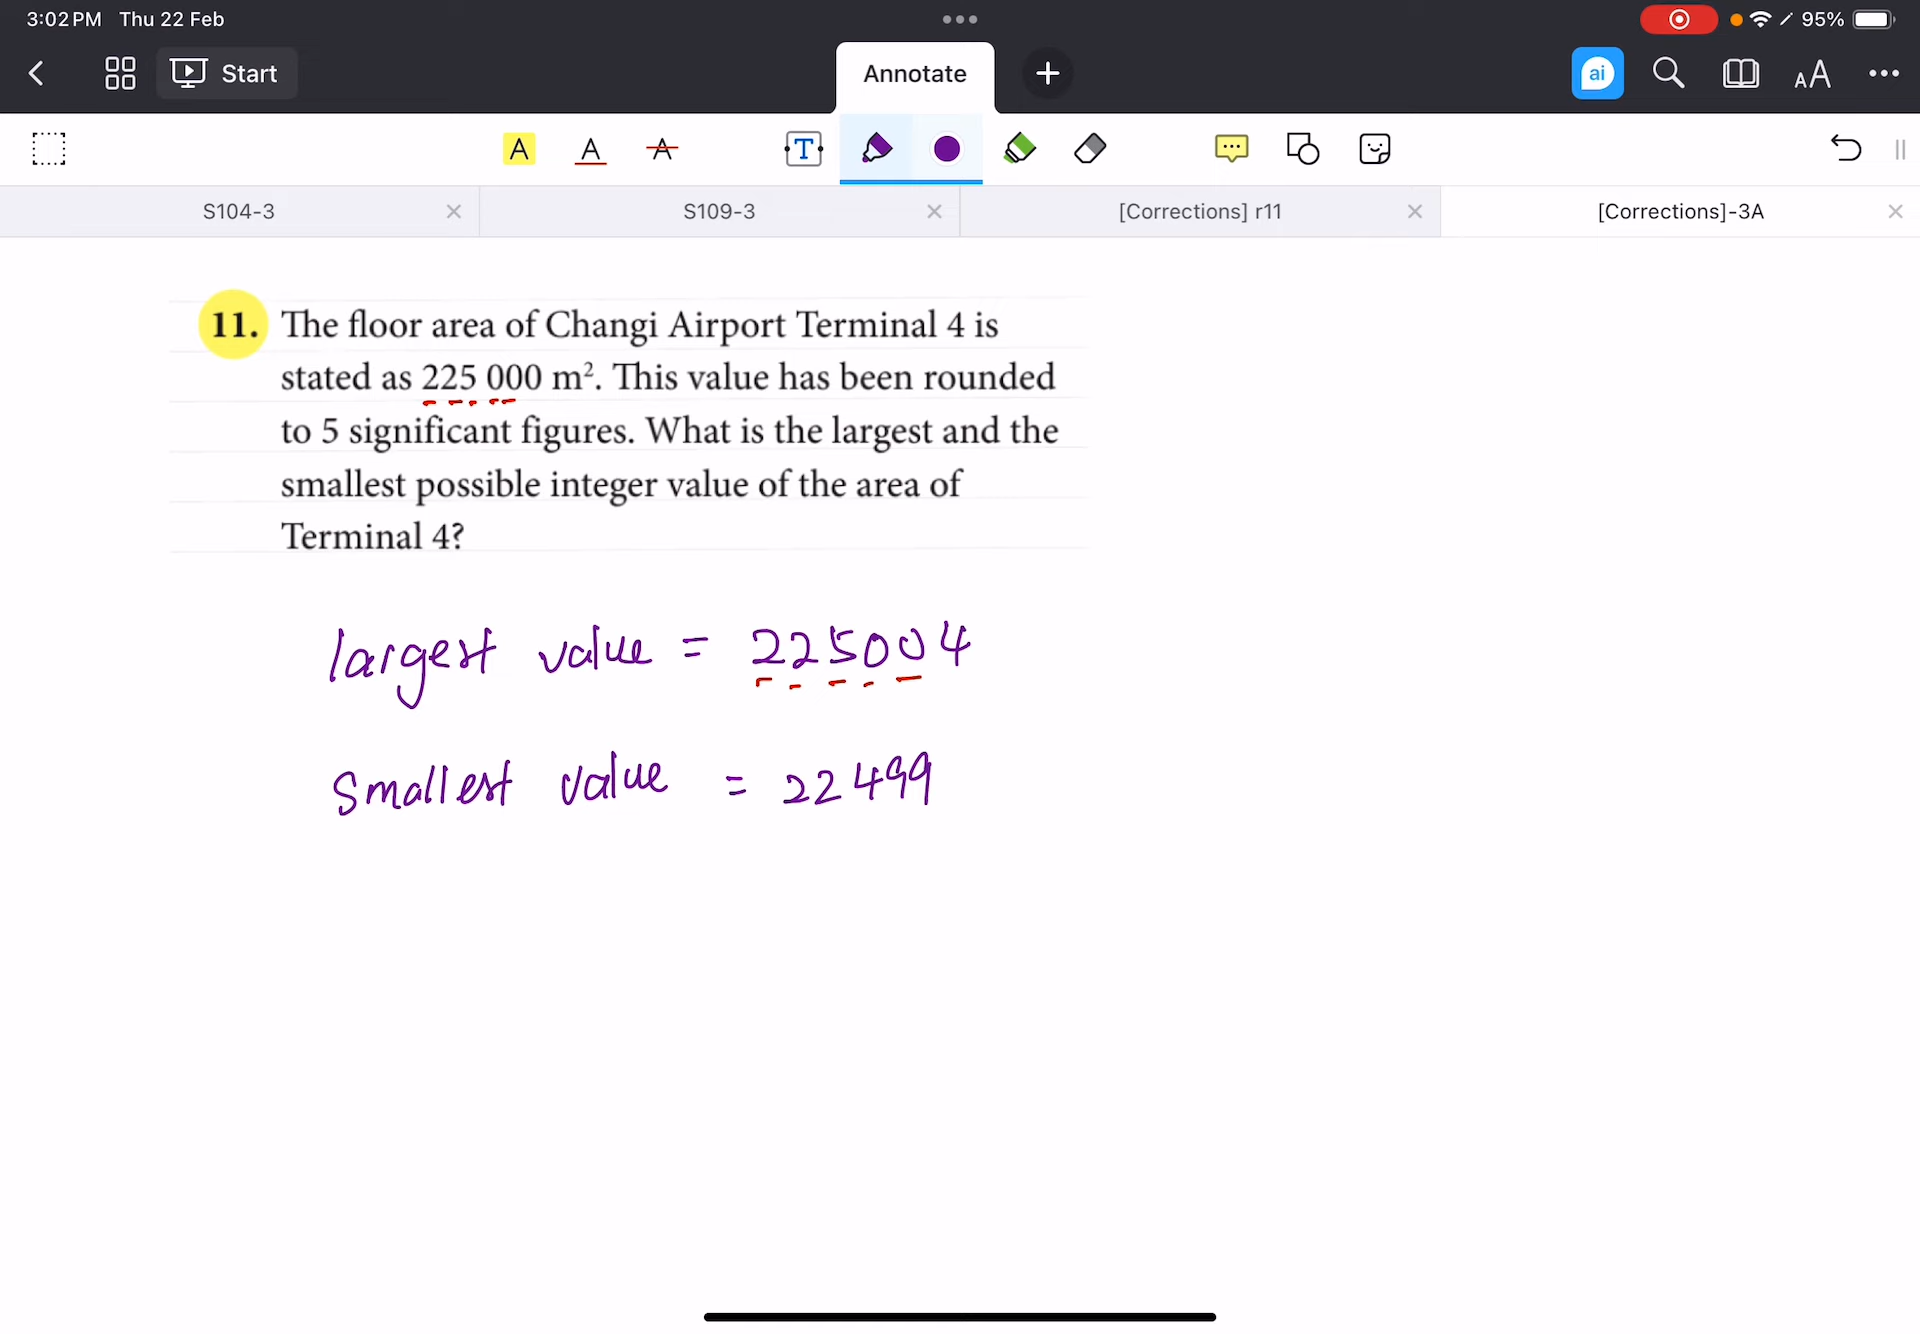 3:02 PM Thu 22 Feb
95%
Start
Annotate
ai
AA
A A A T
S104-3
S109-3
[Corrections] r11
[Corrections]-3A
11. The floor area of Changi Airport Terminal 4 is
stated as 225 000 m². This value has been rounded
to 5 significant figures. What is the largest and the
smallest possible integer value of the area of
Terminal 4?
largest value = 225004
Smallest value = 22499